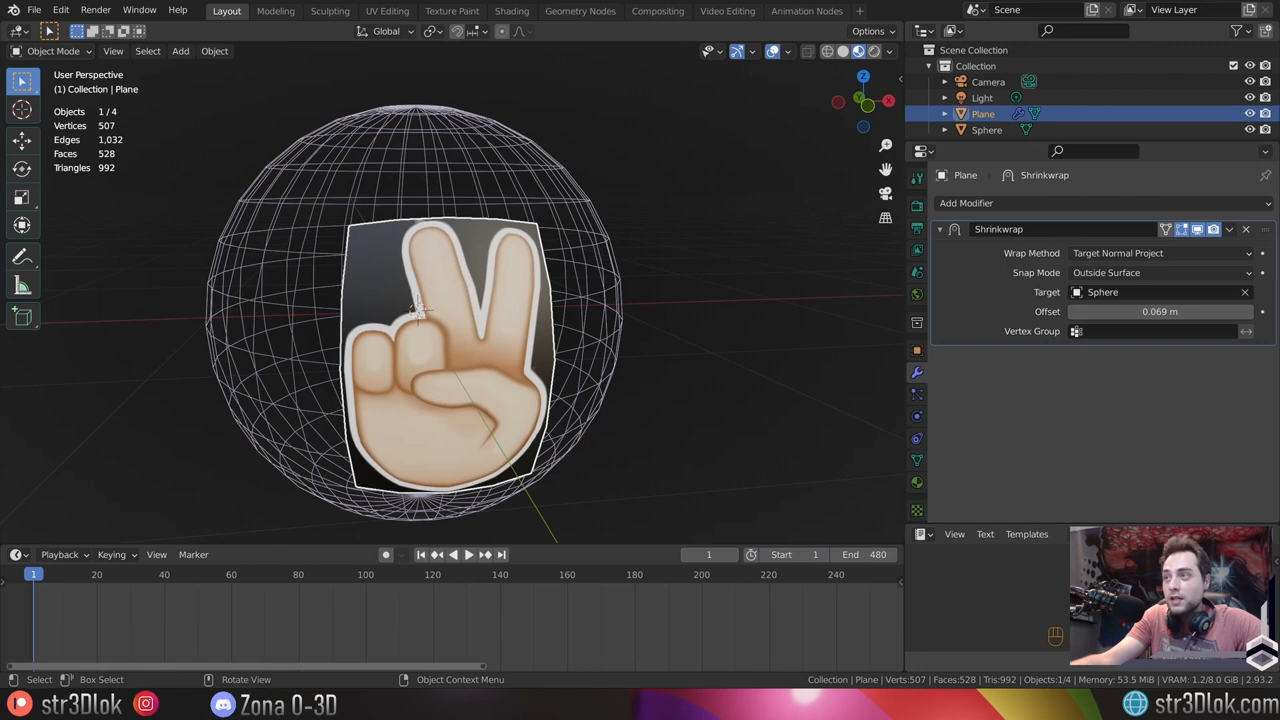 File Edit Render Window Help Layout Modeling Sculpting UV Editing Texture Paint Shading Geometry Nodes Compositing Video Editing Animation Nodes Scene View Layer
Global Options
Object Mode View Select Add Object
User Perspective
(1) Collection | Plane
Objects 1 / 4
Vertices 507
Edges 1,032
Faces 528
Triangles 992
Z
X
Y
Scene Collection
Collection
Camera
Light
Plane
Sphere
Plane Shrinkwrap
Add Modifier
Shrinkwrap
Wrap Method Target Normal Project
Snap Mode Outside Surface
Target Sphere
Offset 0.069 m
Vertex Group
View Text Templates
Playback Keying View Marker 1 Start 1 End 480
1 20 40 60 80 100 120 140 160 180 200 220 240
Select Box Select Rotate View Object Context Menu Collection | Plane | Verts:507 | Faces:528 | Tris:992 | Objects:1/4 | Memory: 53.5 MiB | VRAM: 1.2/8.0 GiB | 2.93.2
str3Dlok Zona 0-3D str3Dlok.com